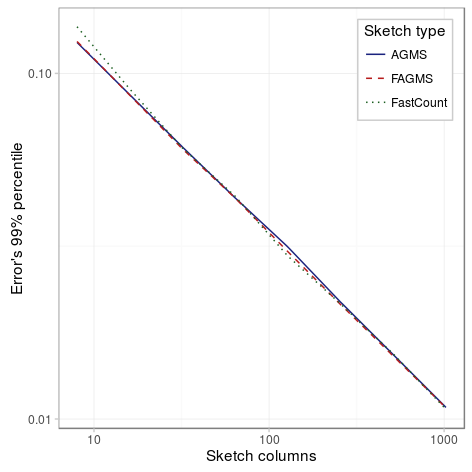 Sketch type
AGMS
FAGMS
FastCount
0.10
0.01
Error's 99% percentile
10 100 1000
Sketch columns